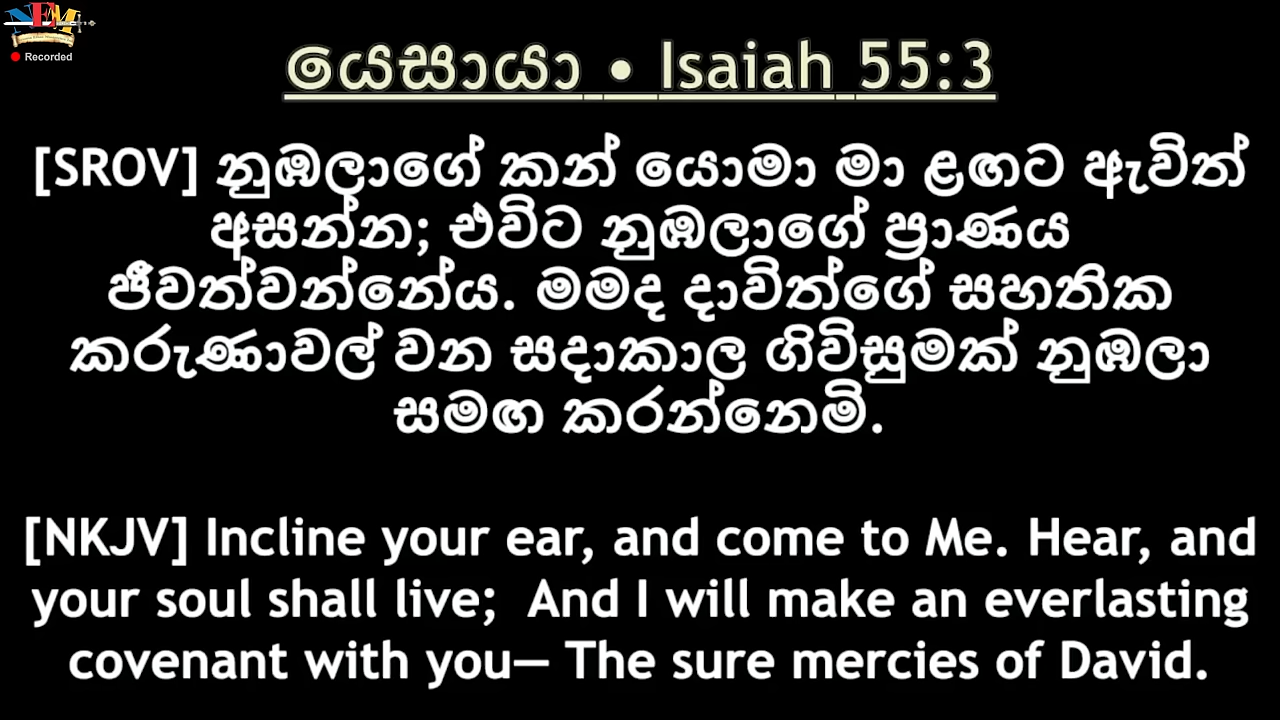 NEM
Recorded
යෙසායා • Isaiah 55:3
[SROV] නුඹලාගේ කන් යොමා මා ළඟට ඇවිත්
අසන්න; එවිට නුඹලාගේ ප්‍රාණය
ජීවත්වන්නේය. මමද දාවිත්ගේ සහතික
කරුණාවල් වන සදාකාල ගිවිසුමක් නුඹලා
සමඟ කරන්නෙමි.
[NKJV] Incline your ear, and come to Me. Hear, and
your soul shall live;  And I will make an everlasting
covenant with you— The sure mercies of David.